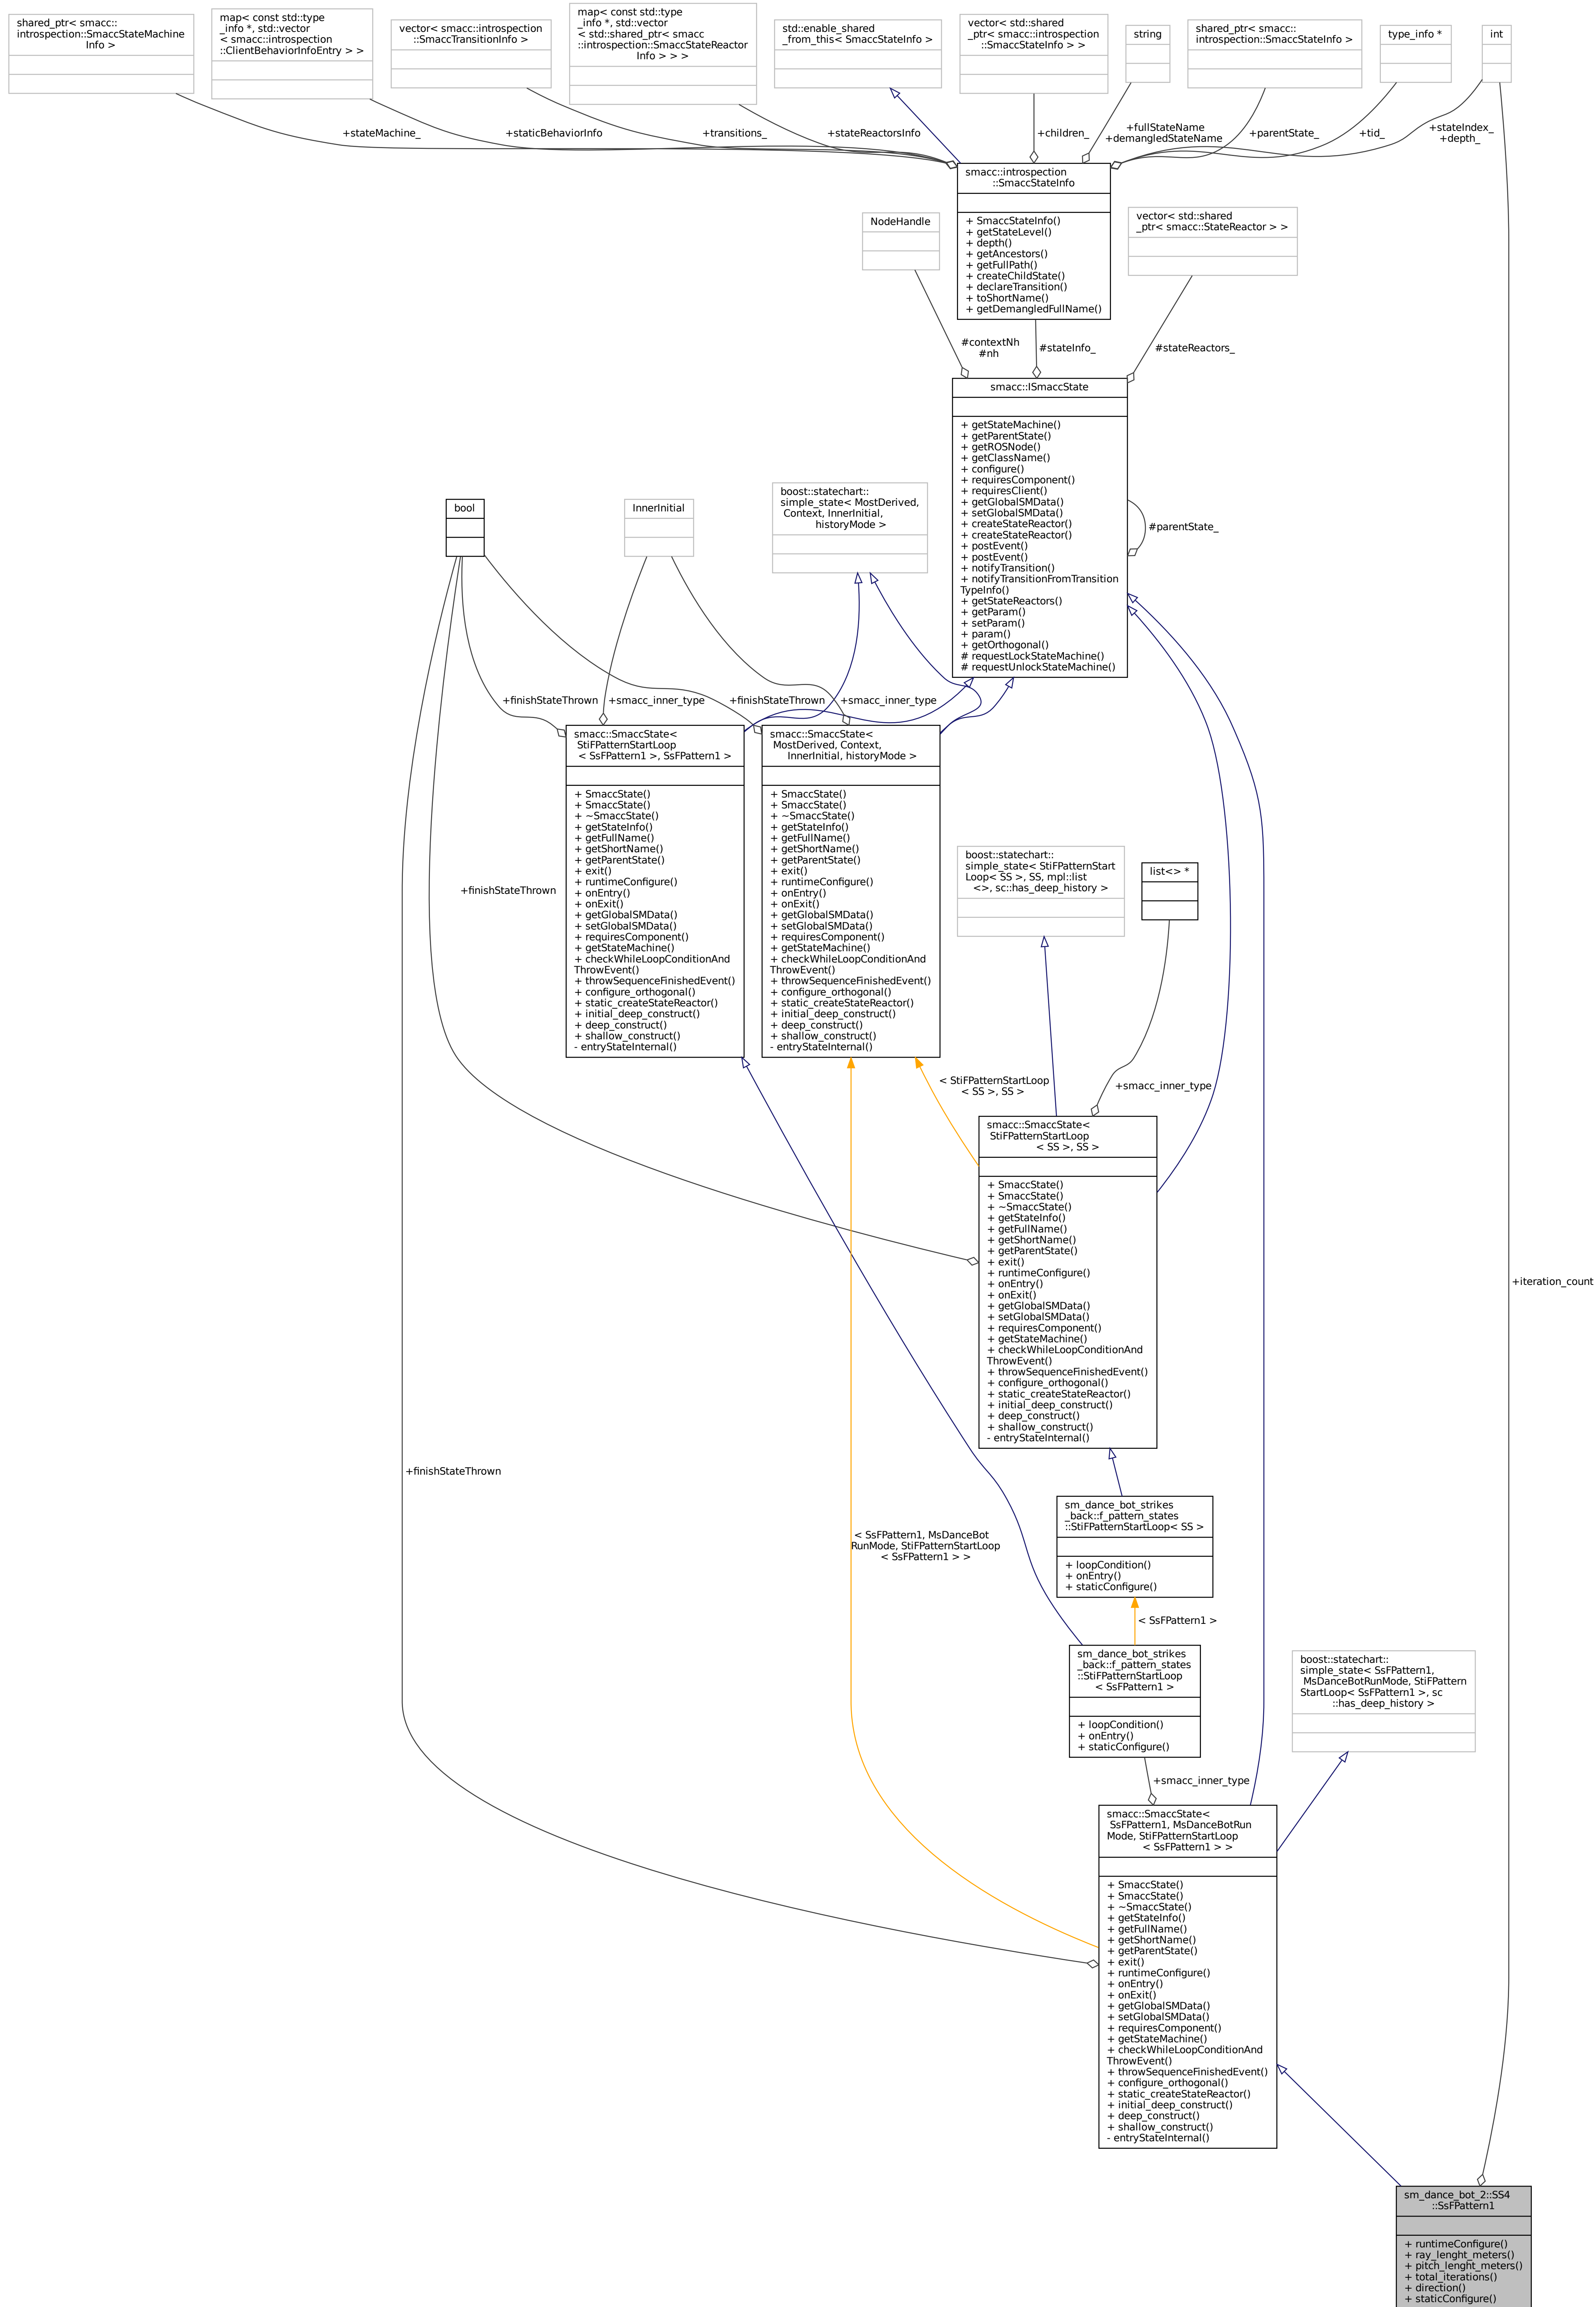 shared_ptr< smacc::
introspection::SmaccStateMachine
Info >
map< const std::type
_info *, std::vector
< smacc::introspection
::ClientBehaviorInfoEntry > >
vector< smacc::introspection
::SmaccTransitionInfo >
map< const std::type
_info *, std::vector
< std::shared_ptr< smacc
::introspection::SmaccStateReactor
Info > > >
std::enable_shared
_from_this< SmaccStateInfo >
vector< std::shared
_ptr< smacc::introspection
::SmaccStateInfo > >
string
shared_ptr< smacc::
introspection::SmaccStateInfo >
type_info *
int
+stateMachine_
+staticBehaviorInfo
+transitions_
+stateReactorsInfo
+children_
+fullStateName
+demangledStateName
+parentState_
+tid_
+stateIndex_
+depth_
smacc::introspection
::SmaccStateInfo
+ SmaccStateInfo()
+ getStateLevel()
+ depth()
+ getAncestors()
+ getFullPath()
+ createChildState()
+ declareTransition()
+ toShortName()
+ getDemangledFullName()
NodeHandle
vector< std::shared
_ptr< smacc::StateReactor > >
#contextNh
#nh
#stateInfo_
#stateReactors_
smacc::ISmaccState
+ getStateMachine()
+ getParentState()
+ getROSNode()
+ getClassName()
+ configure()
+ requiresComponent()
+ requiresClient()
+ getGlobalSMData()
+ setGlobalSMData()
+ createStateReactor()
+ createStateReactor()
+ postEvent()
+ postEvent()
+ notifyTransition()
+ notifyTransitionFromTransition
TypeInfo()
+ getStateReactors()
+ getParam()
+ setParam()
+ param()
+ getOrthogonal()
# requestLockStateMachine()
# requestUnlockStateMachine()
#parentState_
bool
InnerInitial
boost::statechart::
simple_state< MostDerived,
Context, InnerInitial,
historyMode >
+finishStateThrown
+smacc_inner_type
+finishStateThrown
+smacc_inner_type
smacc::SmaccState<
StiFPatternStartLoop
< SsFPattern1 >, SsFPattern1 >
+ SmaccState()
+ SmaccState()
+ ~SmaccState()
+ getStateInfo()
+ getFullName()
+ getShortName()
+ getParentState()
+ exit()
+ runtimeConfigure()
+ onEntry()
+ onExit()
+ getGlobalSMData()
+ setGlobalSMData()
+ requiresComponent()
+ getStateMachine()
+ checkWhileLoopConditionAnd
ThrowEvent()
+ throwSequenceFinishedEvent()
+ configure_orthogonal()
+ static_createStateReactor()
+ initial_deep_construct()
+ deep_construct()
+ shallow_construct()
- entryStateInternal()
smacc::SmaccState<
MostDerived, Context,
InnerInitial, historyMode >
+ SmaccState()
+ SmaccState()
+ ~SmaccState()
+ getStateInfo()
+ getFullName()
+ getShortName()
+ getParentState()
+ exit()
+ runtimeConfigure()
+ onEntry()
+ onExit()
+ getGlobalSMData()
+ setGlobalSMData()
+ requiresComponent()
+ getStateMachine()
+ checkWhileLoopConditionAnd
ThrowEvent()
+ throwSequenceFinishedEvent()
+ configure_orthogonal()
+ static_createStateReactor()
+ initial_deep_construct()
+ deep_construct()
+ shallow_construct()
- entryStateInternal()
+finishStateThrown
boost::statechart::
simple_state< StiFPatternStart
Loop< SS >, SS, mpl::list
<>, sc::has_deep_history >
list<> *
< StiFPatternStartLoop
< SS >, SS >
+smacc_inner_type
smacc::SmaccState<
StiFPatternStartLoop
< SS >, SS >
+ SmaccState()
+ SmaccState()
+ ~SmaccState()
+ getStateInfo()
+ getFullName()
+ getShortName()
+ getParentState()
+ exit()
+ runtimeConfigure()
+ onEntry()
+ onExit()
+ getGlobalSMData()
+ setGlobalSMData()
+ requiresComponent()
+ getStateMachine()
+ checkWhileLoopConditionAnd
ThrowEvent()
+ throwSequenceFinishedEvent()
+ configure_orthogonal()
+ static_createStateReactor()
+ initial_deep_construct()
+ deep_construct()
+ shallow_construct()
- entryStateInternal()
+iteration_count
+finishStateThrown
sm_dance_bot_strikes
_back::f_pattern_states
::StiFPatternStartLoop< SS >
+ loopCondition()
+ onEntry()
+ staticConfigure()
< SsFPattern1, MsDanceBot
RunMode, StiFPatternStartLoop
< SsFPattern1 > >
< SsFPattern1 >
sm_dance_bot_strikes
_back::f_pattern_states
::StiFPatternStartLoop
< SsFPattern1 >
+ loopCondition()
+ onEntry()
+ staticConfigure()
boost::statechart::
simple_state< SsFPattern1,
MsDanceBotRunMode, StiFPattern
StartLoop< SsFPattern1 >, sc
::has_deep_history >
+smacc_inner_type
smacc::SmaccState<
SsFPattern1, MsDanceBotRun
Mode, StiFPatternStartLoop
< SsFPattern1 > >
+ SmaccState()
+ SmaccState()
+ ~SmaccState()
+ getStateInfo()
+ getFullName()
+ getShortName()
+ getParentState()
+ exit()
+ runtimeConfigure()
+ onEntry()
+ onExit()
+ getGlobalSMData()
+ setGlobalSMData()
+ requiresComponent()
+ getStateMachine()
+ checkWhileLoopConditionAnd
ThrowEvent()
+ throwSequenceFinishedEvent()
+ configure_orthogonal()
+ static_createStateReactor()
+ initial_deep_construct()
+ deep_construct()
+ shallow_construct()
- entryStateInternal()
sm_dance_bot_2::SS4
::SsFPattern1
+ runtimeConfigure()
+ ray_lenght_meters()
+ pitch_lenght_meters()
+ total_iterations()
+ direction()
+ staticConfigure()